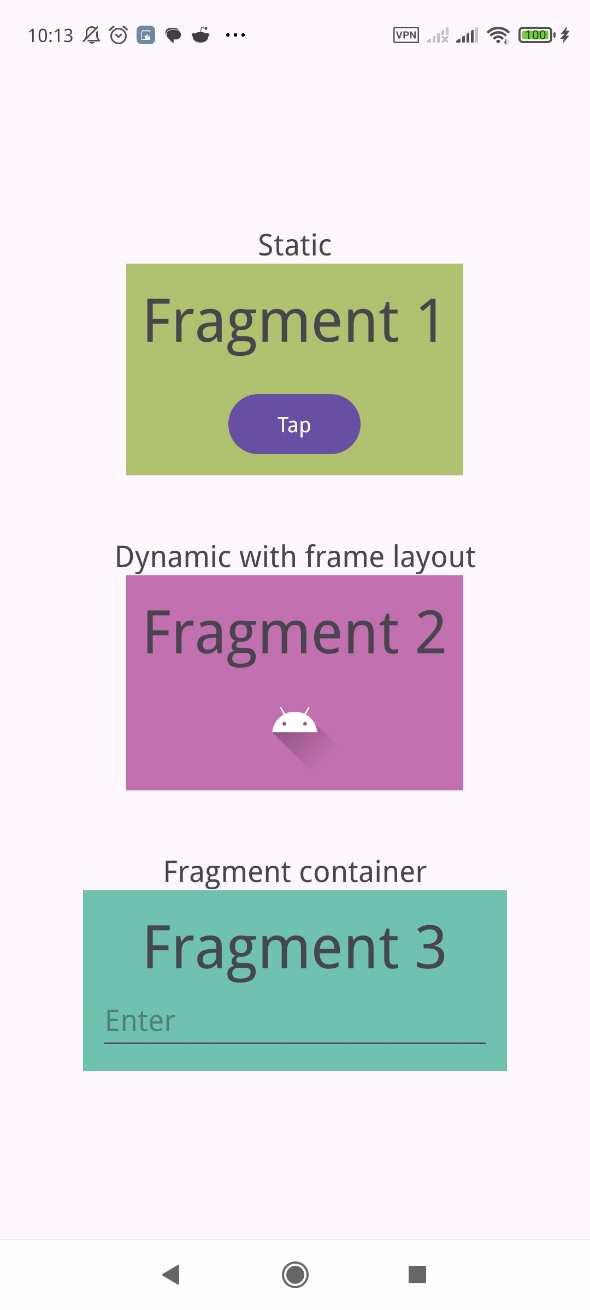 10:13 VPN 100
Static
Fragment 1
Tap
Dynamic with frame layout
Fragment 2
Fragment container
Fragment 3
Enter